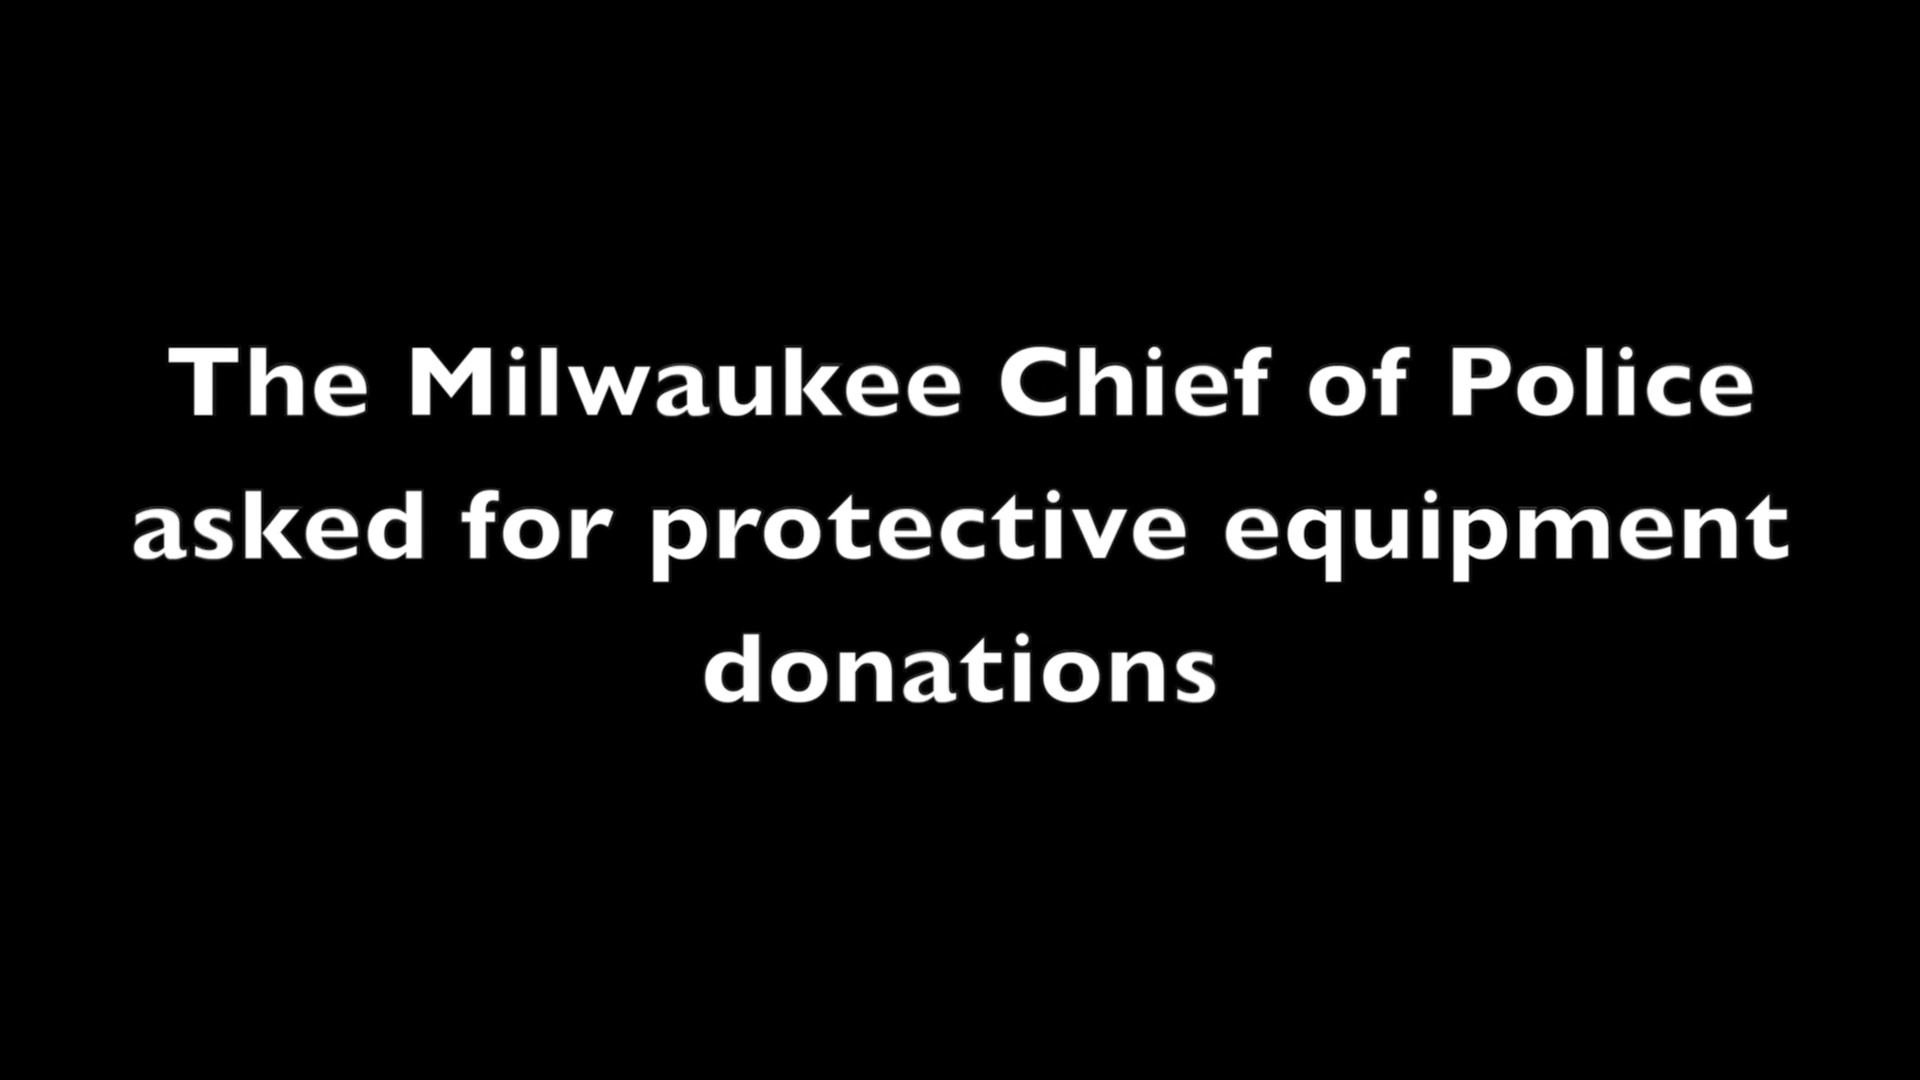 The Milwaukee Chief of Police
asked for protective equipment
donations